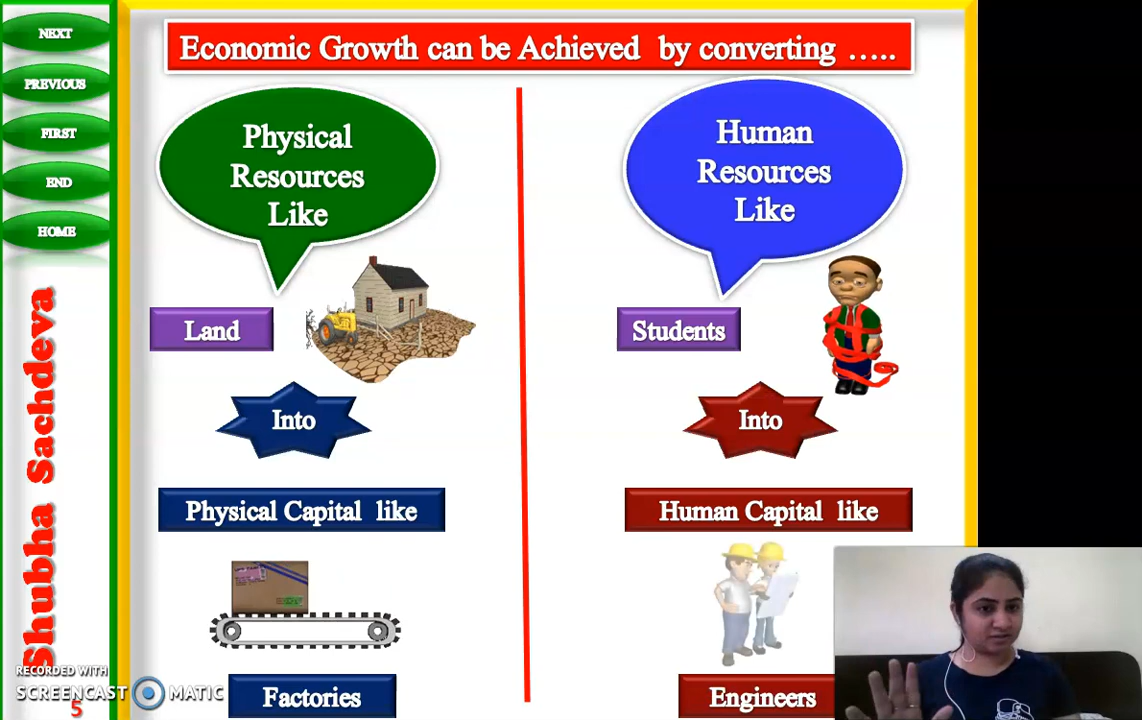 NEXT
PREVIOUS
FIRST
END
HOME
Shubha Sachdeva
Economic Growth can be Achieved by converting .....
Physical
Resources
Like
Land
Into
Physical Capital like
Factories
Human
Resources
Like
Students
Into
Human Capital like
Engineers
RECORDED WITH
SCREENCAST MATIC
5